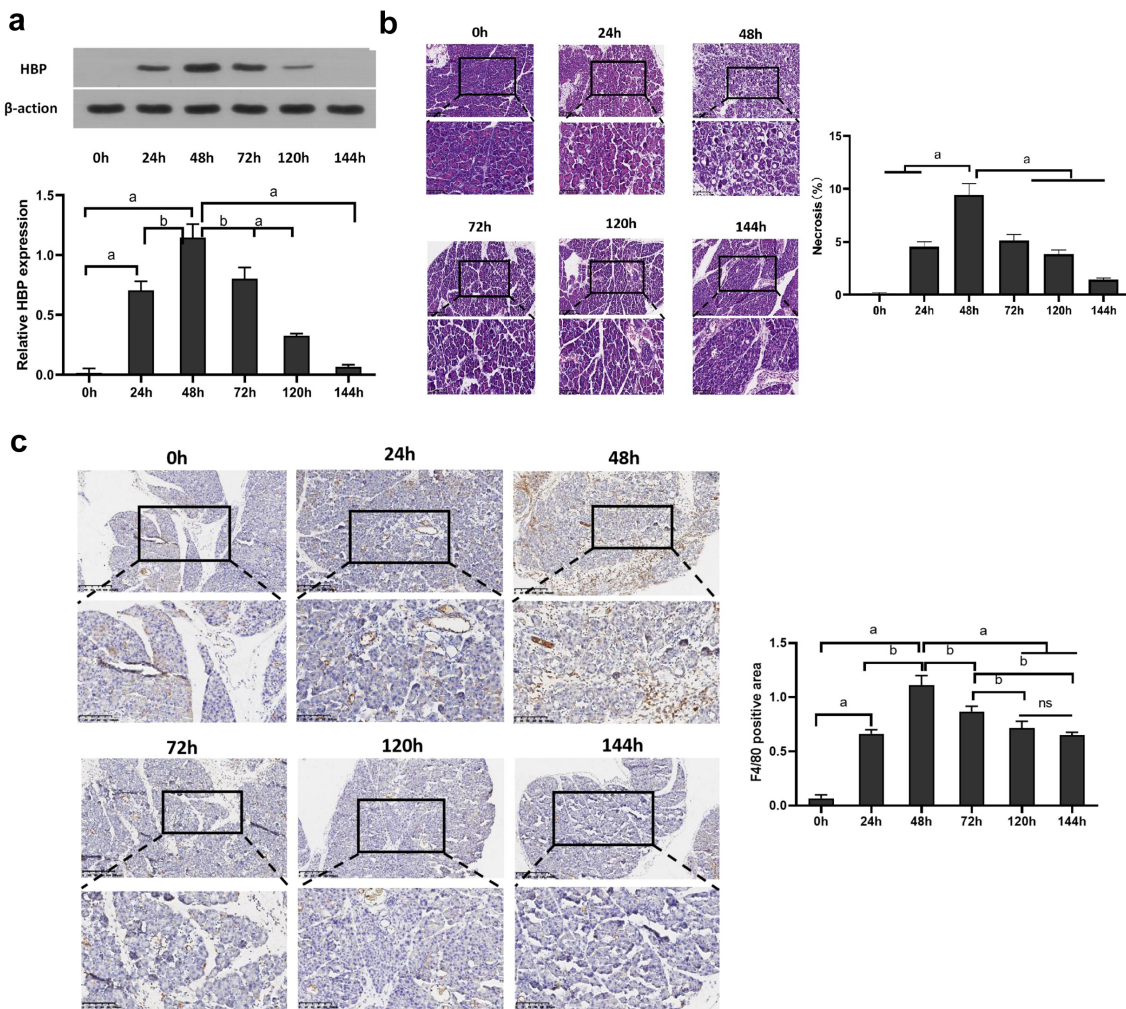 a
HBP
β-action
0h 24h 48h 72h 120h 144h
Relative HBP expression
1.5
1.0
0.5
0.0
a
a
b
b
a
a
0h 24h 48h 72h 120h 144h
b
0h 24h 48h
72h 120h 144h
Necrosis (%)
15
10
5
0
a
a
0h 24h 48h 72h 120h 144h
c
0h 24h 48h
72h 120h 144h
F4/80 positive area
1.5
1.0
0.5
0.0
a
a
b
b
b
a
b
ns
0h 24h 48h 72h 120h 144h